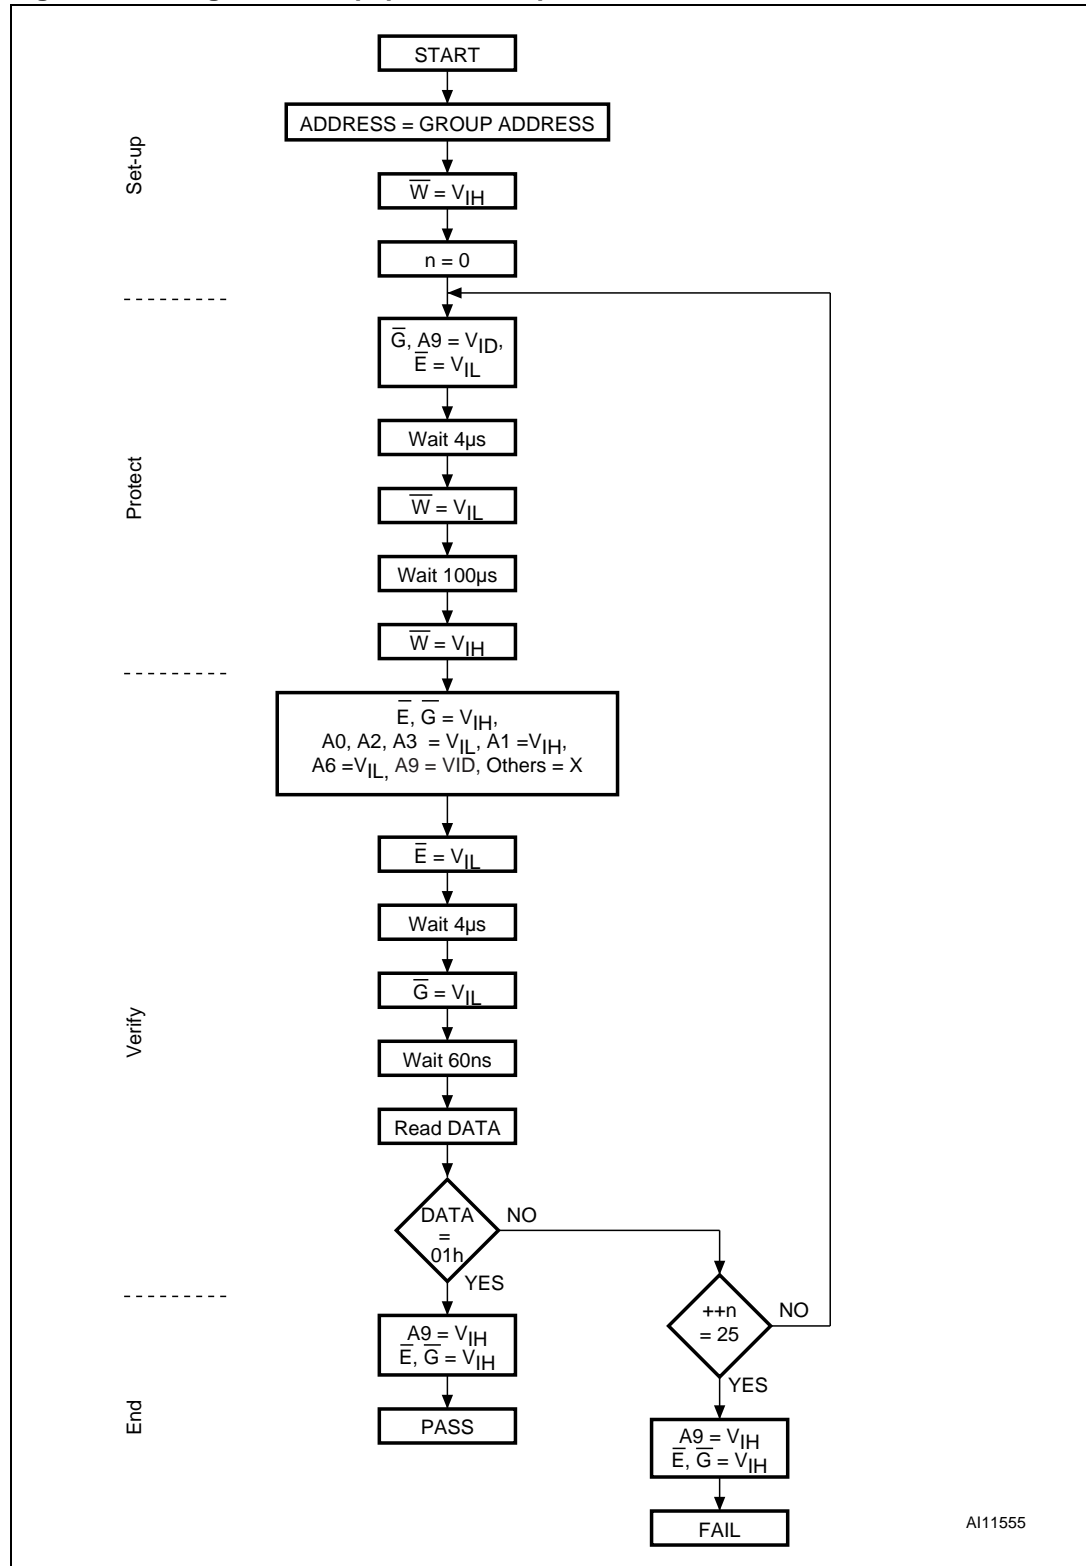 START
ADDRESS = GROUP ADDRESS
Set-up
W̅ = VIH
n = 0
G̅, A9 = VID,
E̅ = VIL
Wait 4µs
Protect
W̅ = VIL
Wait 100µs
W̅ = VIH
E̅, G̅ = VIH,
A0, A2, A3 = VIL, A1 =VIH,
A6 =VIL, A9 = VID, Others = X
E̅ = VIL
Wait 4µs
G̅ = VIL
Verify
Wait 60ns
Read DATA
DATA
=
01h
NO
YES
++n
= 25
NO
YES
End
A9 = VIH
E̅, G̅ = VIH
PASS
A9 = VIH
E̅, G̅ = VIH
FAIL
AI11555